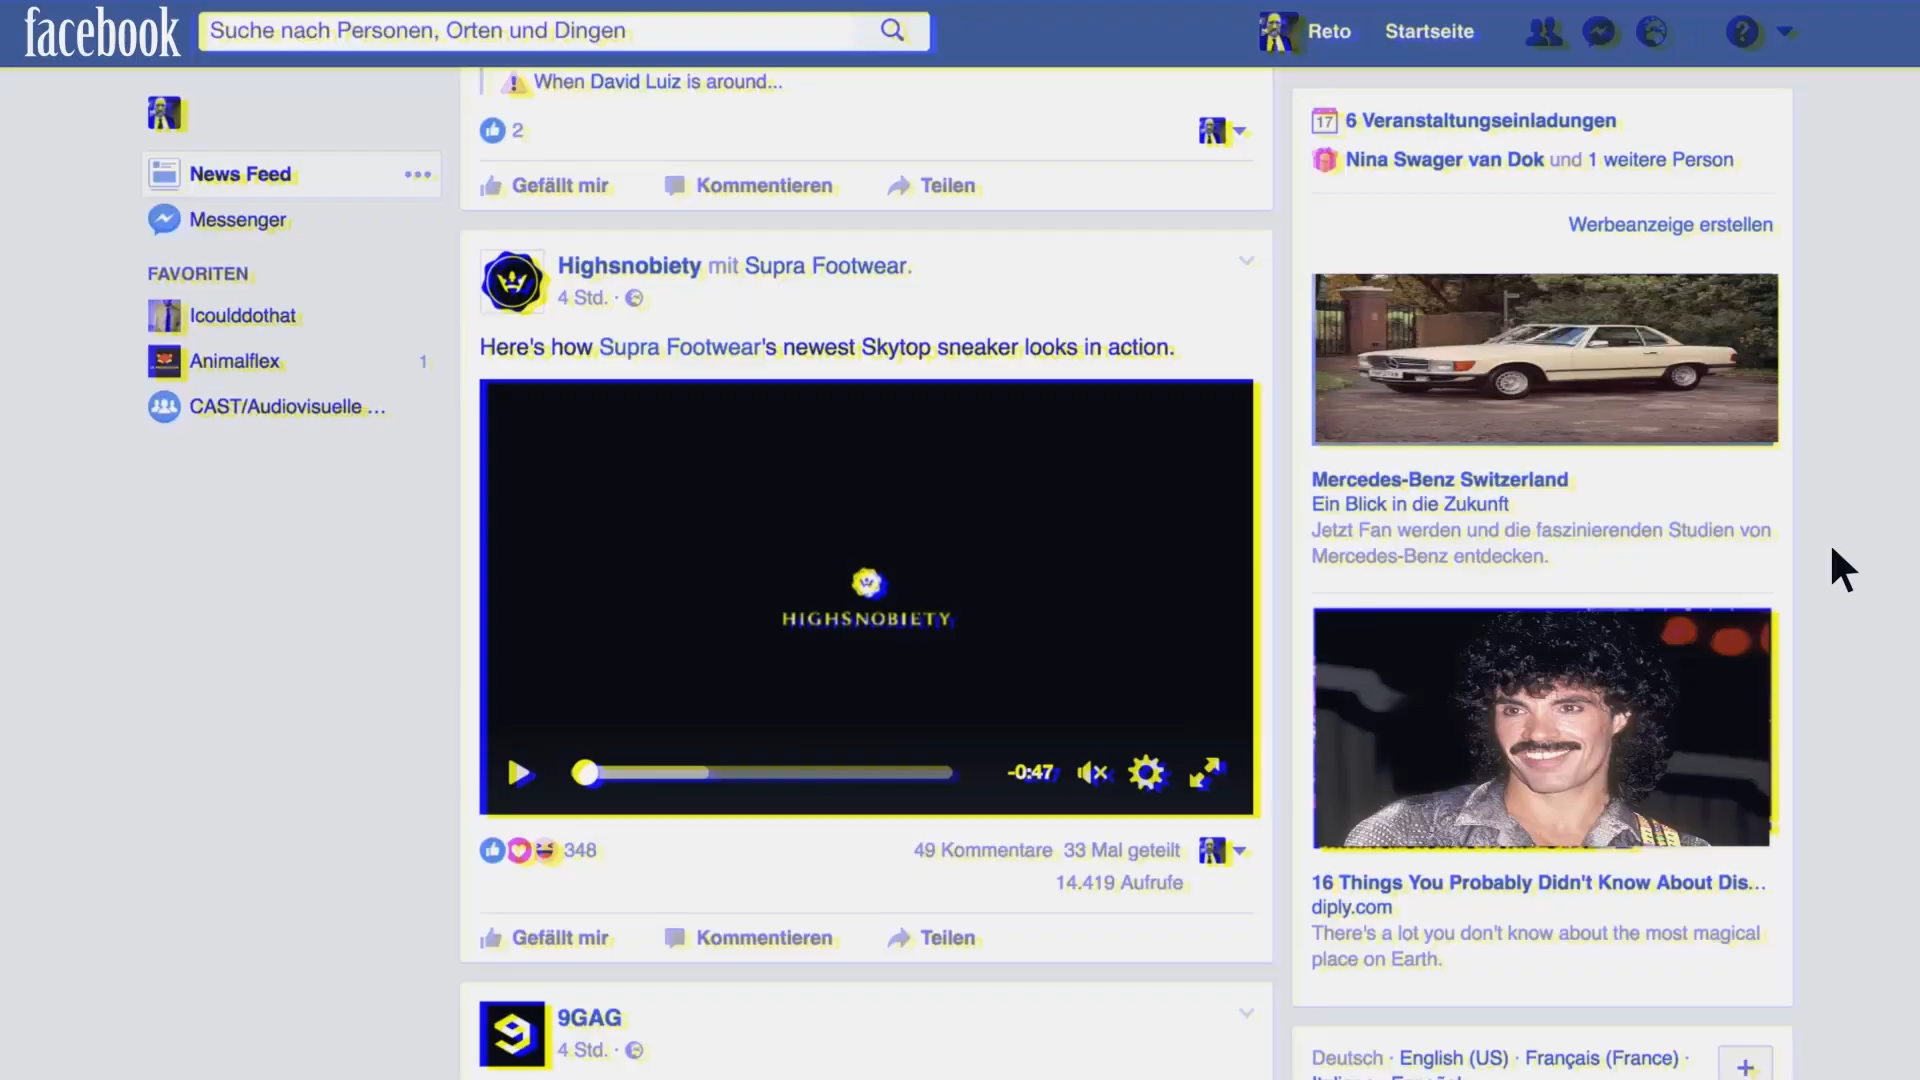 facebook
Suche nach Personen, Orten und Dingen
Reto
Startseite
News Feed
Messenger
FAVORITEN
Icoulddothat
Animalflex
1
CAST/Audiovisuelle ...
When David Luiz is around...
2
Gefällt mir
Kommentieren
Teilen
Highsnobiety mit Supra Footwear.
4 Std.
Here's how Supra Footwear's newest Skytop sneaker looks in action.
HIGHSNOBIETY
-0:47
348
49 Kommentare 33 Mal geteilt
14.419 Aufrufe
Gefällt mir
Kommentieren
Teilen
9GAG
4 Std.
17
6 Veranstaltungseinladungen
Nina Swager van Dok und 1 weitere Person
Werbeanzeige erstellen
Mercedes-Benz Switzerland
Ein Blick in die Zukunft
Jetzt Fan werden und die faszinierenden Studien von
Mercedes-Benz entdecken.
16 Things You Probably Didn't Know About Dis...
diply.com
There's a lot you don't know about the most magical
place on Earth.
Deutsch · English (US) · Français (France) ·